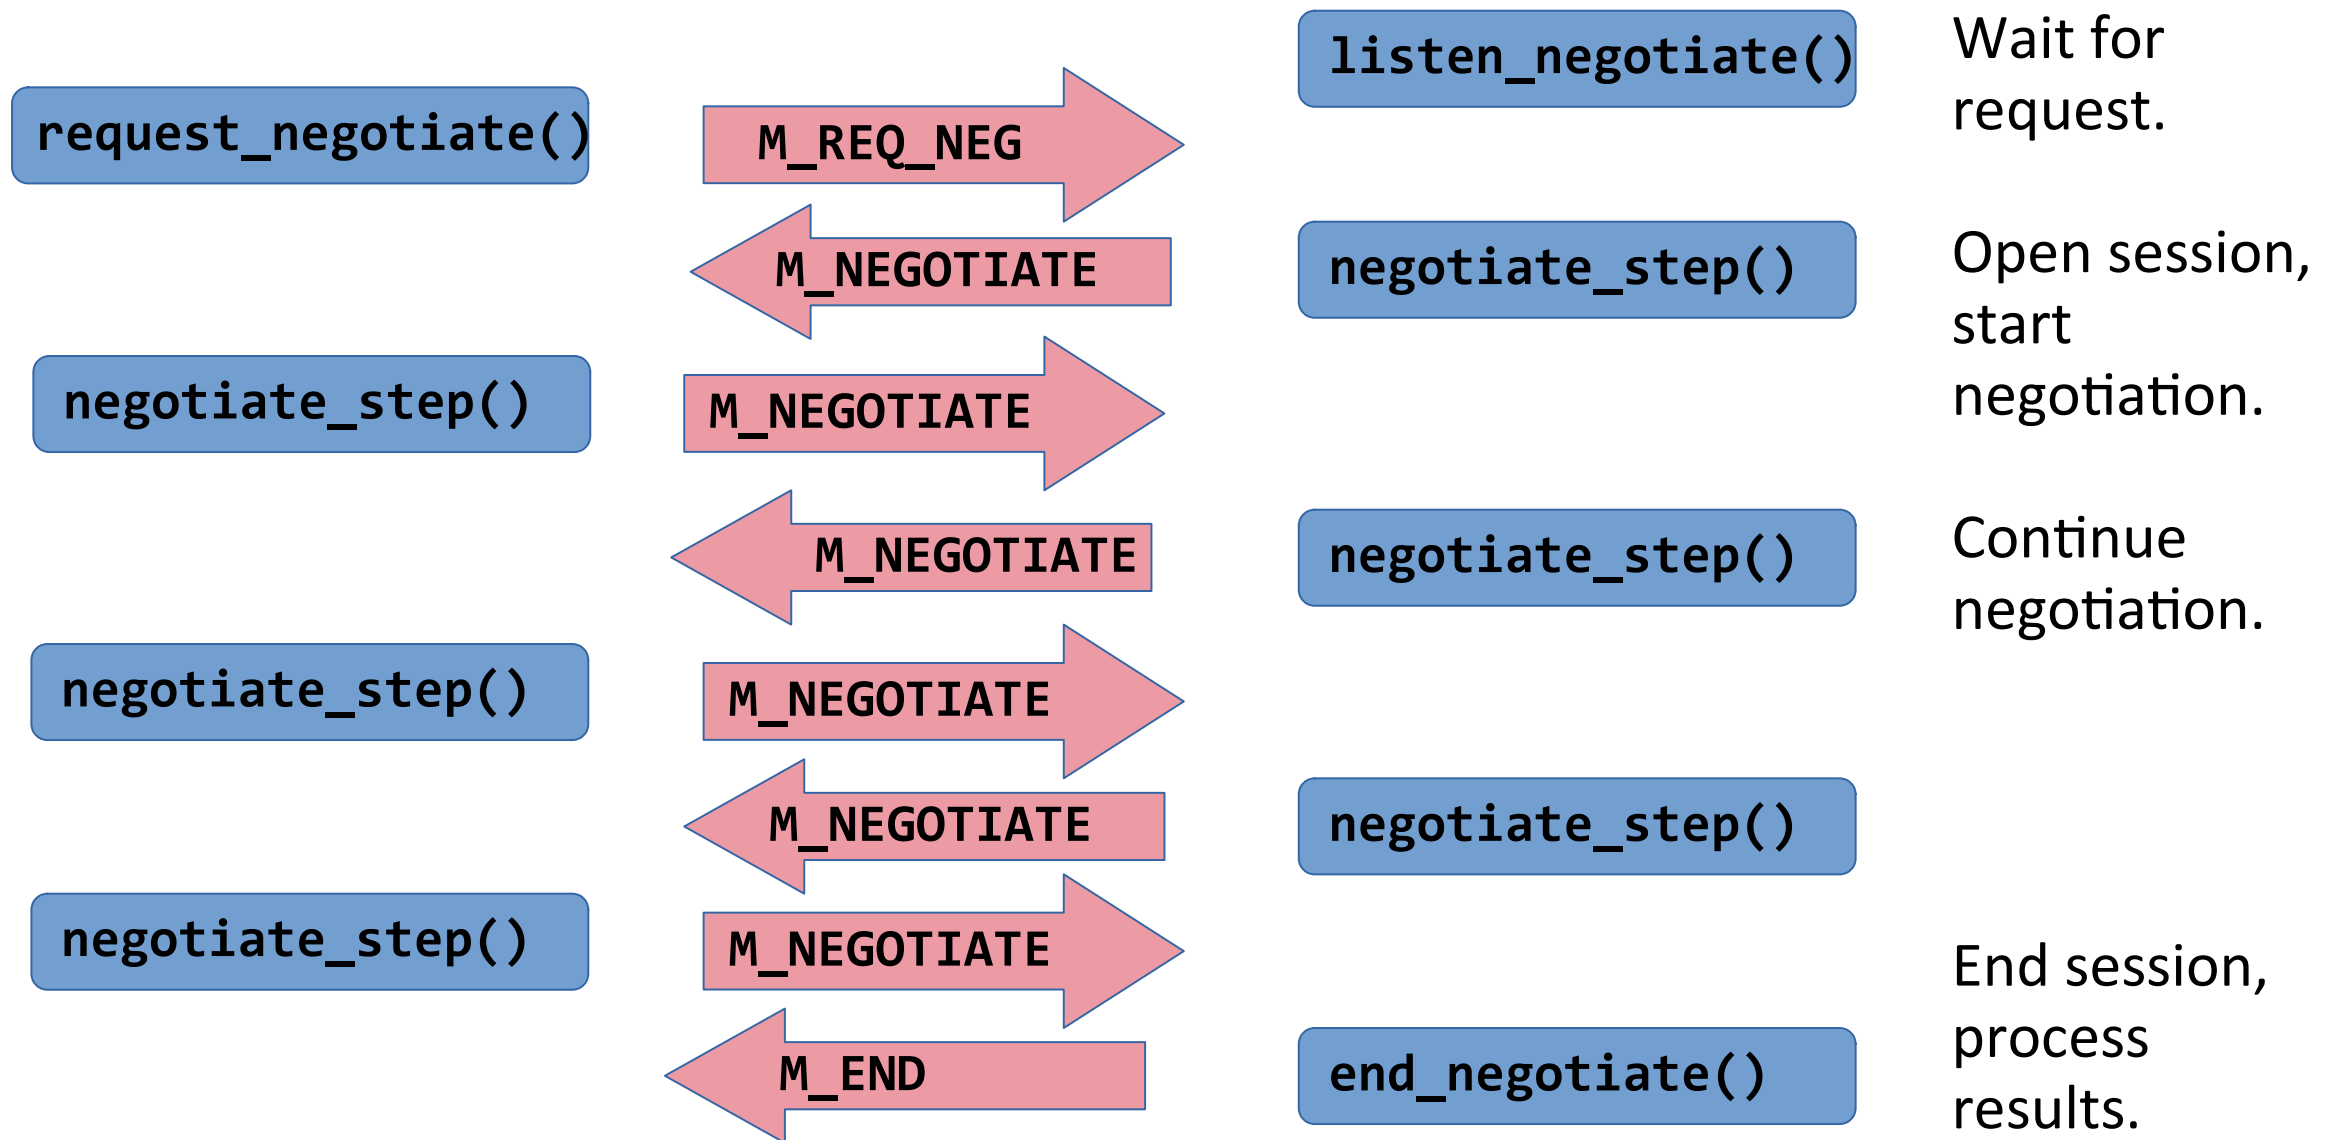 listen_negotiate()
Wait for
request.
request_negotiate()
M_REQ_NEG
M_NEGOTIATE
negotiate_step()
Open session,
start
negotiation.
negotiate_step()
M_NEGOTIATE
M_NEGOTIATE
negotiate_step()
Continue
negotiation.
negotiate_step()
M_NEGOTIATE
M_NEGOTIATE
negotiate_step()
negotiate_step()
M_NEGOTIATE
M_END
end_negotiate()
End session,
process
results.